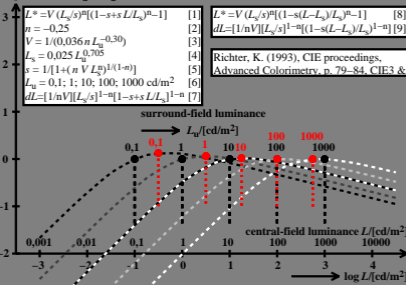 L*=V (Ls/s)^n[(1-s+s L/Ls)^n-1] [1]
n = -0,25 [2]
V = 1/(0,036 n Lu^-0,30) [3]
Ls = 0,025 Lu^0,705 [4]
s = 1/[1+( n V Ls^n)^1/(1-n)] [5]
Lu = 0,1; 1; 10; 100; 1000 cd/m² [6]
dL=[1/nV][Ls/s]^1-n[1-s+s L/Ls]^1-n [7]
L*=V (Ls/s)^n[(1-s(L-Ls)/Ls)^n-1] [8]
dL=[1/nV][Ls/s]^1-n[(1-s(L-Ls)^1-n] [9]
Richter, K. (1993), CIE proceedings,
Advanced Colorimetry, p. 79–84, CIE3 &
surround-field luminance
Lu/[cd/m²]
0,1 1 10 100 1000
0,1 1 10 100 1000
1
0
−1
−2
central-field luminance L/[cd/m²]
0,001 0,01 0,1 1 10 100 1000 10000
−3 −2 −1 0 1 2 3 4
log L/[cd/m²]